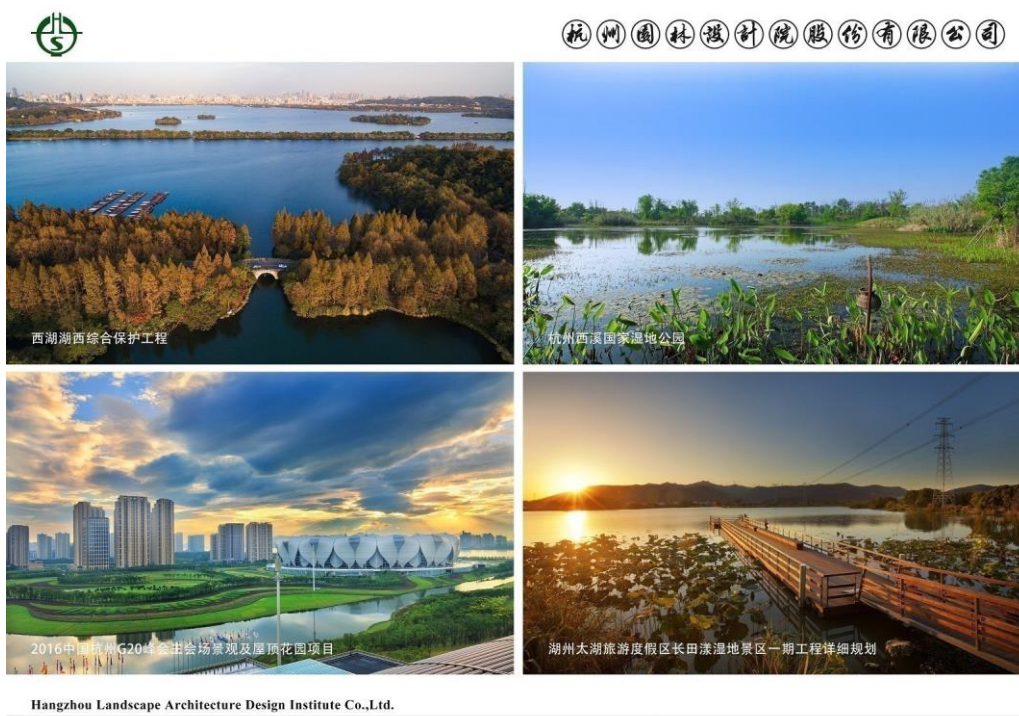 HS
杭州園林設計院股份有限公司
西湖湖西综合保护工程
杭州西溪国家湿地公园
2016中国杭州G20峰会主会场景观及屋顶花园项目
湖州太湖旅游度假区长田漾湿地景区一期工程详细规划
Hangzhou Landscape Architecture Design Institute Co.,Ltd.